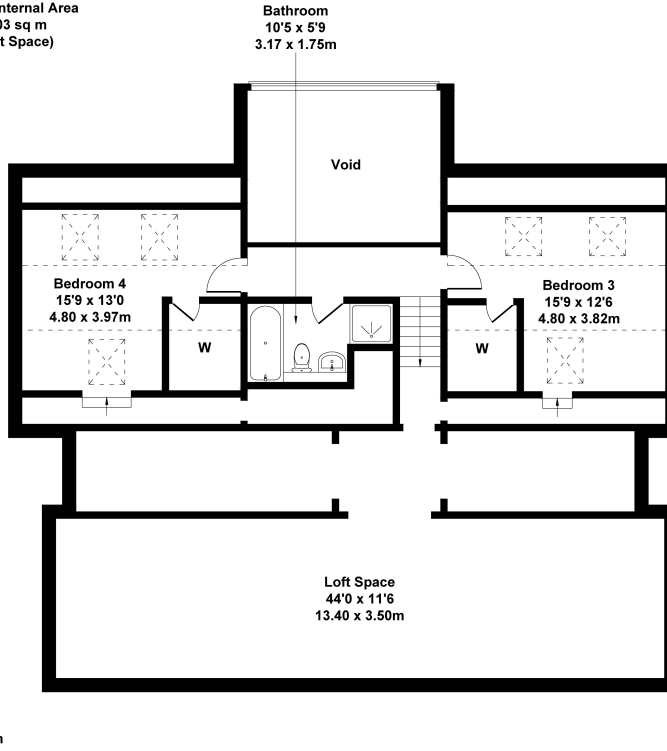 nternal Area
03 sq m
t Space)
Bathroom
10'5 x 5'9
3.17 x 1.75m
Void
Bedroom 4
15'9 x 13'0
4.80 x 3.97m
Bedroom 3
15'9 x 12'6
4.80 x 3.82m
W
W
Loft Space
44'0 x 11'6
13.40 x 3.50m